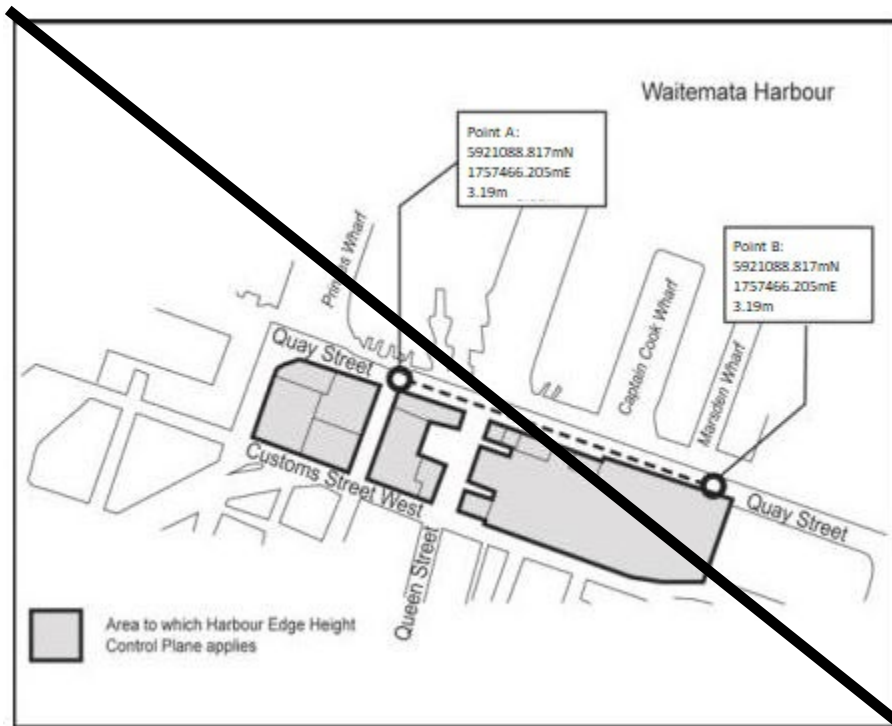 Waitemata Harbour
Point A:
5921088.817mN
1757466.205mE
3.19m
Point B:
5921088.817mN
1757466.205mE
3.19m
Princes Wharf
Captain Cook Wharf
Marsden Wharf
Quay Street
Quay Street
Customs Street West
Queen Street
Area to which Harbour Edge Height
Control Plane applies